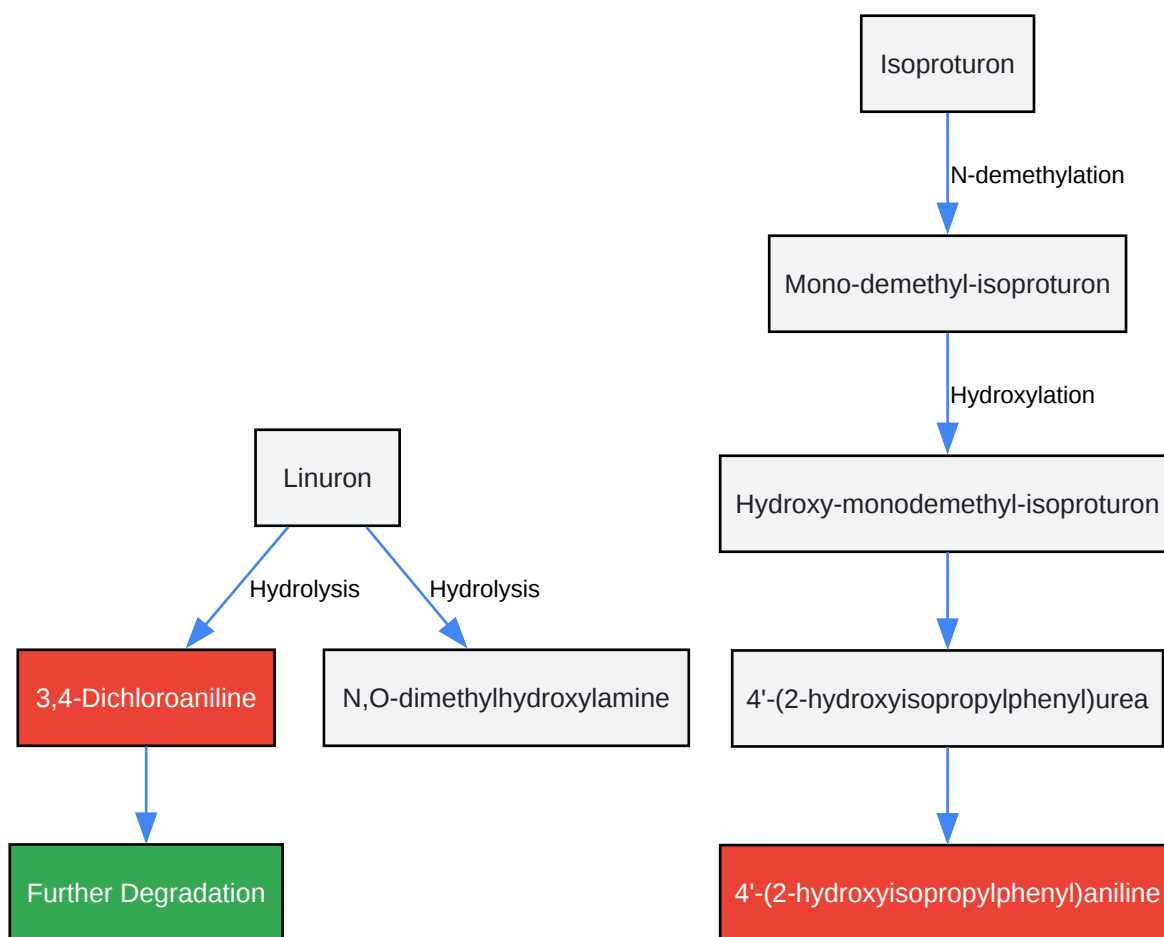 Isoproturon
N-demethylation
Mono-demethyl-isoproturon
Hydroxylation
Linuron
Hydroxy-monodemethyl-isoproturon
Hydrolysis
Hydrolysis
3,4-Dichloroaniline
N,O-dimethylhydroxylamine
4'-(2-hydroxyisopropylphenyl)urea
Further Degradation
4'-(2-hydroxyisopropylphenyl)aniline